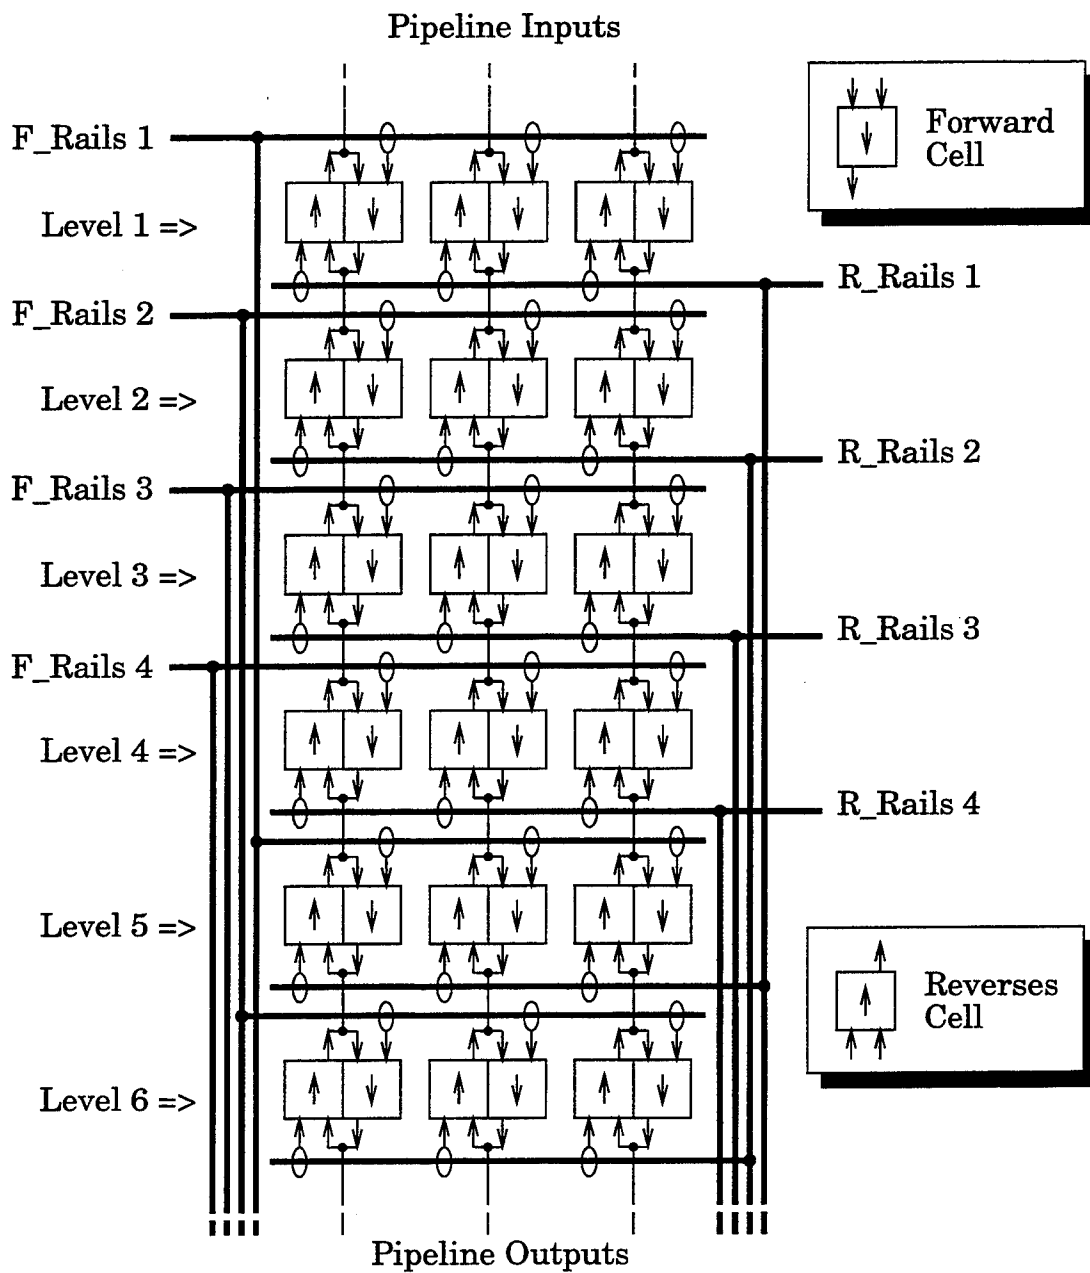 Pipeline Inputs
F_Rails 1
Forward
Cell
Level 1 =>
R_Rails 1
F_Rails 2
Level 2 =>
R_Rails 2
F_Rails 3
Level 3 =>
R_Rails 3
F_Rails 4
Level 4 =>
R_Rails 4
Level 5 =>
Reverses
Cell
Level 6 =>
Pipeline Outputs